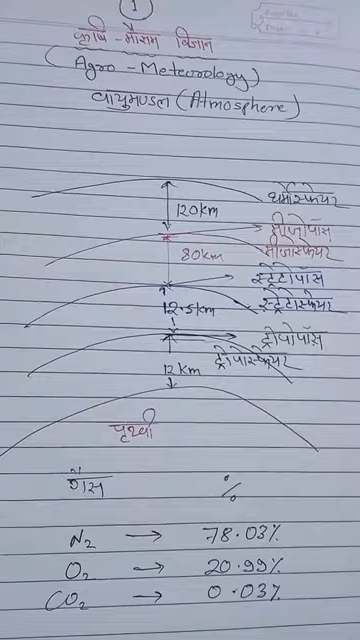 1
कृषि - मौसम विज्ञान
(Agro - Meteorology)
वायुमण्डल (Atmosphere)
थर्मोस्फेयर
120km
मीजोपॉस
80km
मीजोस्फेयर
स्ट्रेटोपॉस
12.5km
स्ट्रेटोस्फेयर
ट्रोपोपॉस
ट्रोपोस्फेयर
12km
पृथ्वी
गैस %
N₂ → 78.03%
O₂ → 20.99%
CO₂ → 0.03%